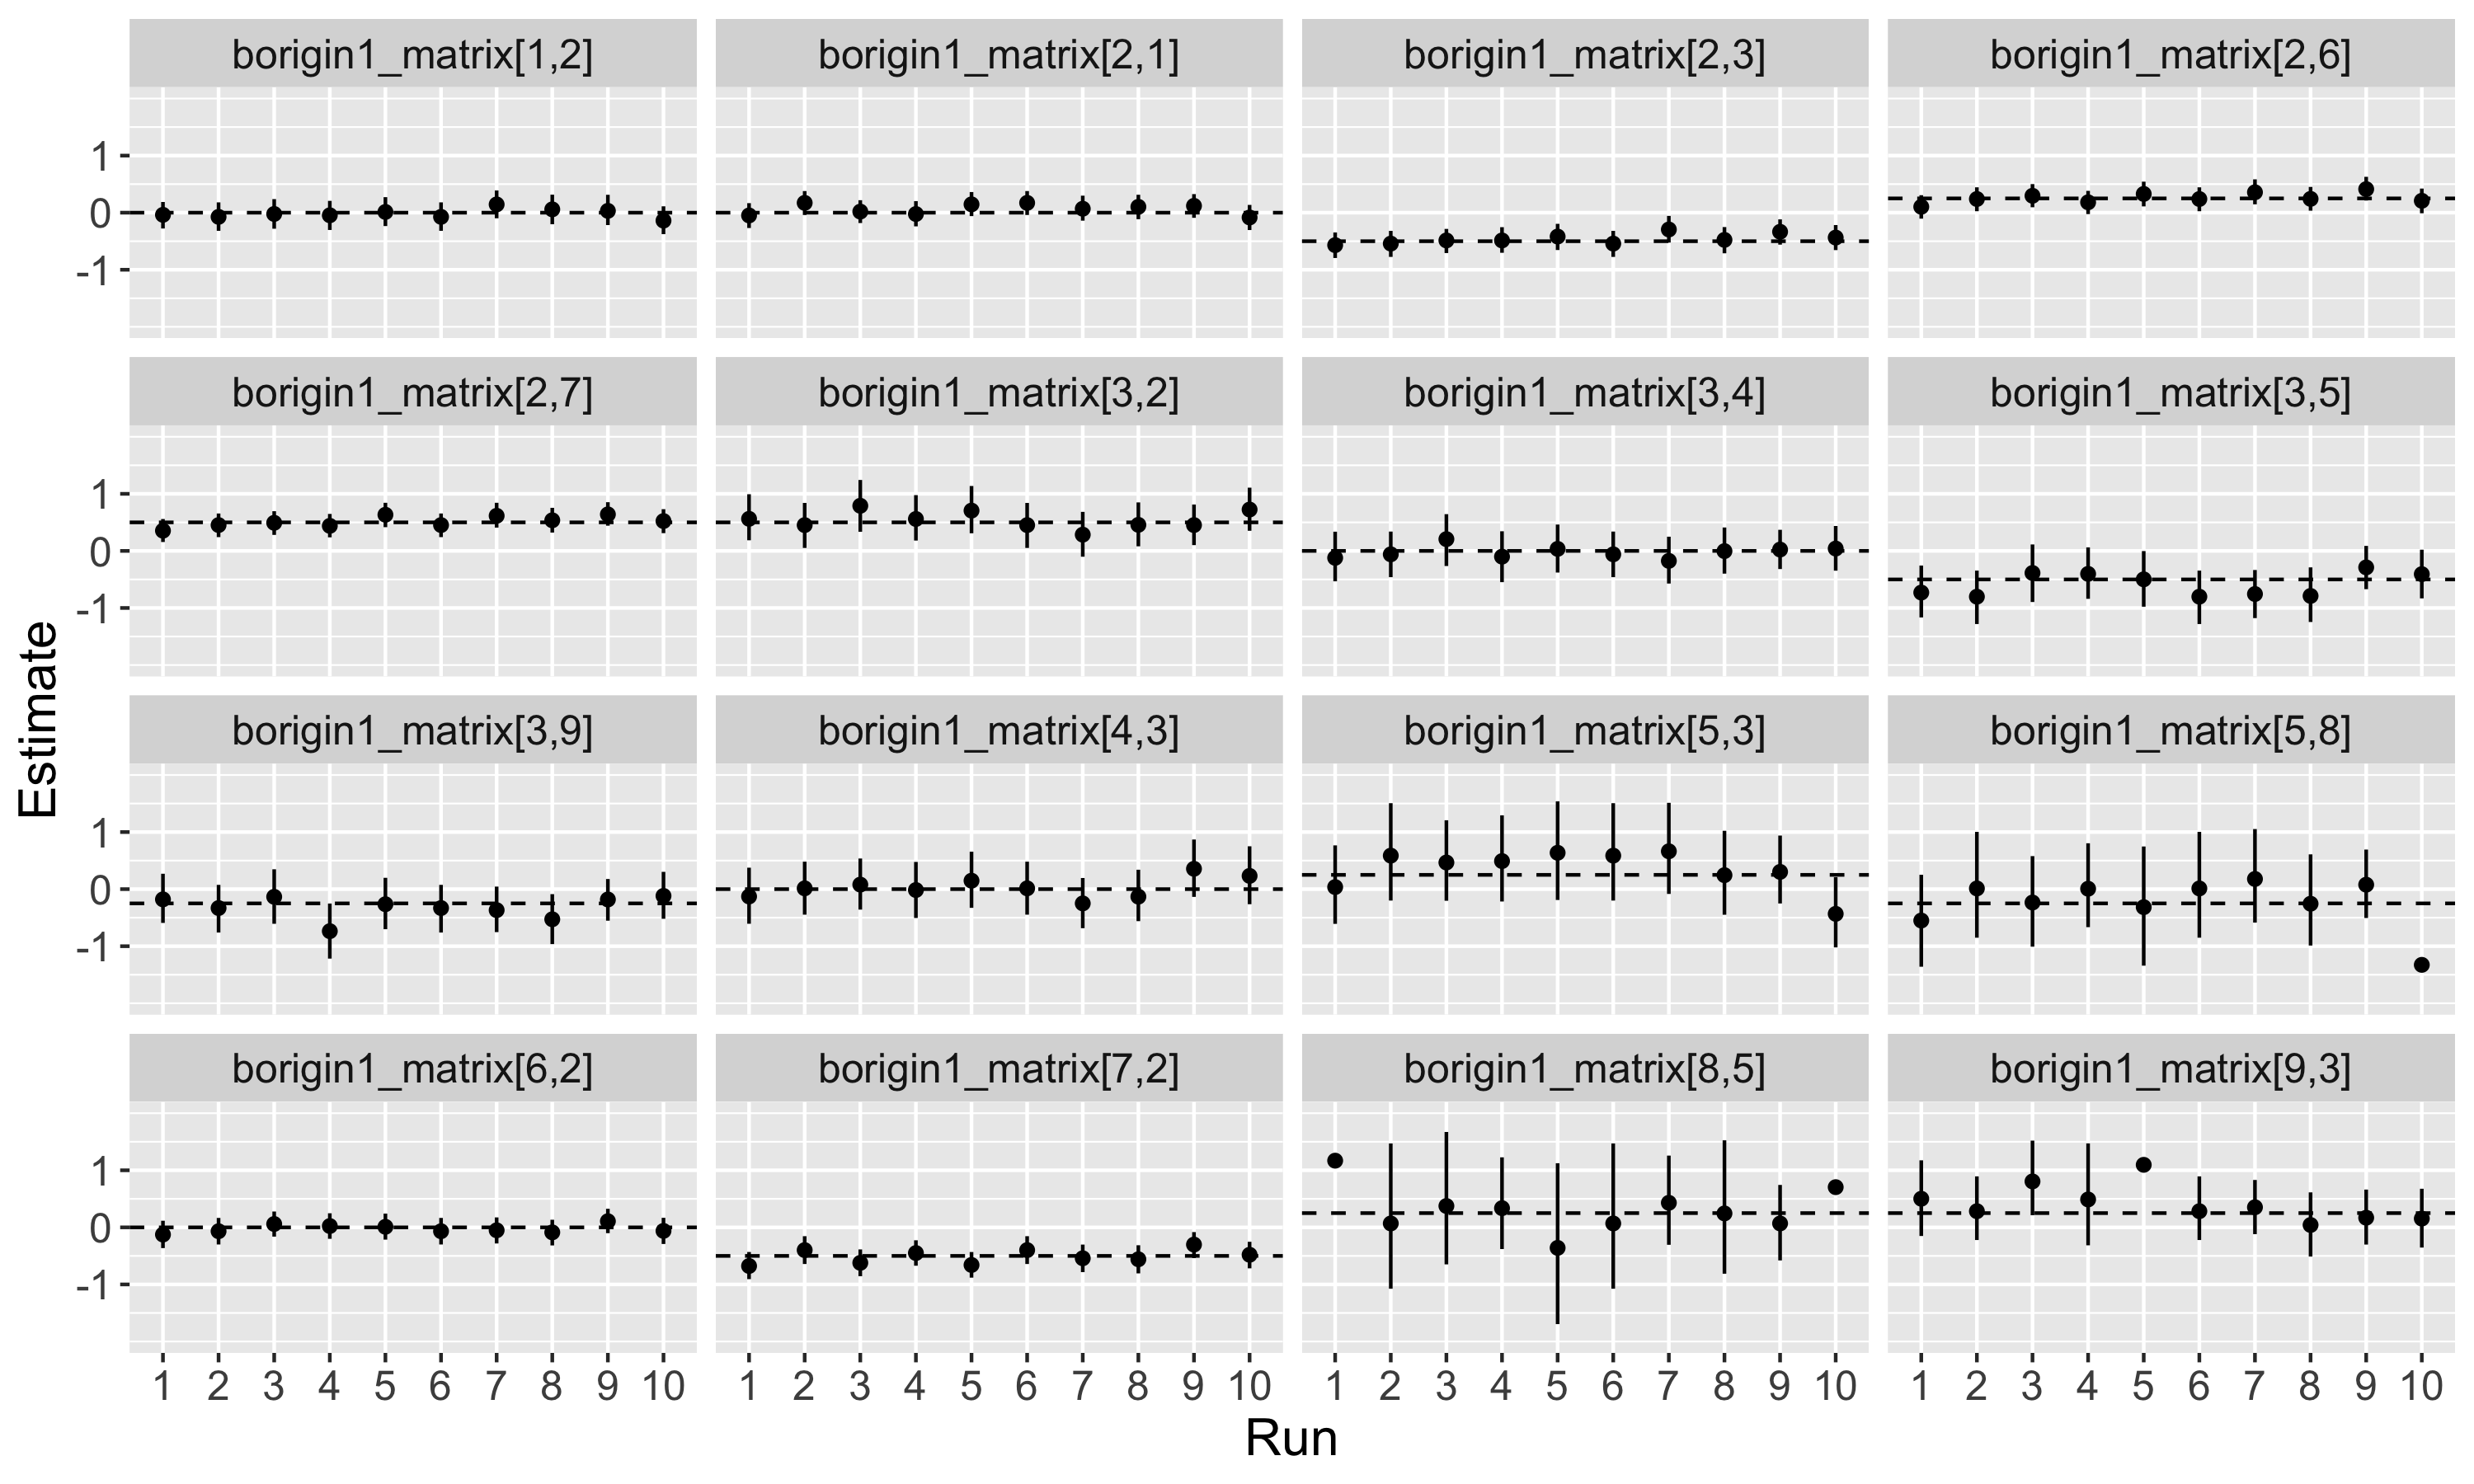 borigin1_matrix[1,2] borigin1_matrix[2,1] borigin1_matrix[2,3] borigin1_matrix[2,6]
1
0
-1
borigin1_matrix[2,7] borigin1_matrix[3,2] borigin1_matrix[3,4] borigin1_matrix[3,5]
1
0
-1
Estimate
borigin1_matrix[3,9] borigin1_matrix[4,3] borigin1_matrix[5,3] borigin1_matrix[5,8]
1
0
-1
borigin1_matrix[6,2] borigin1_matrix[7,2] borigin1_matrix[8,5] borigin1_matrix[9,3]
1
0
-1
1 2 3 4 5 6 7 8 9 10 1 2 3 4 5 6 7 8 9 10 1 2 3 4 5 6 7 8 9 10 1 2 3 4 5 6 7 8 9 10
Run